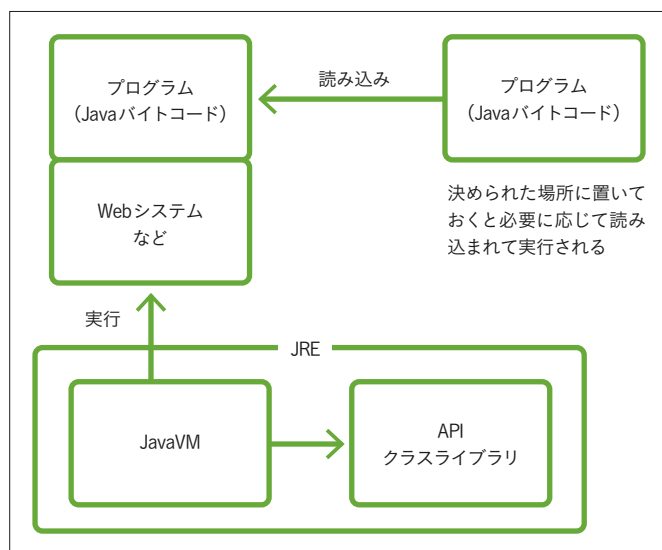 プログラム
（Javaバイトコード）
読み込み
プログラム
（Javaバイトコード）
Webシステム
など
決められた場所に置いて
おくと必要に応じて読み
込まれて実行される
実行
JRE
JavaVM
API
クラスライブラリ